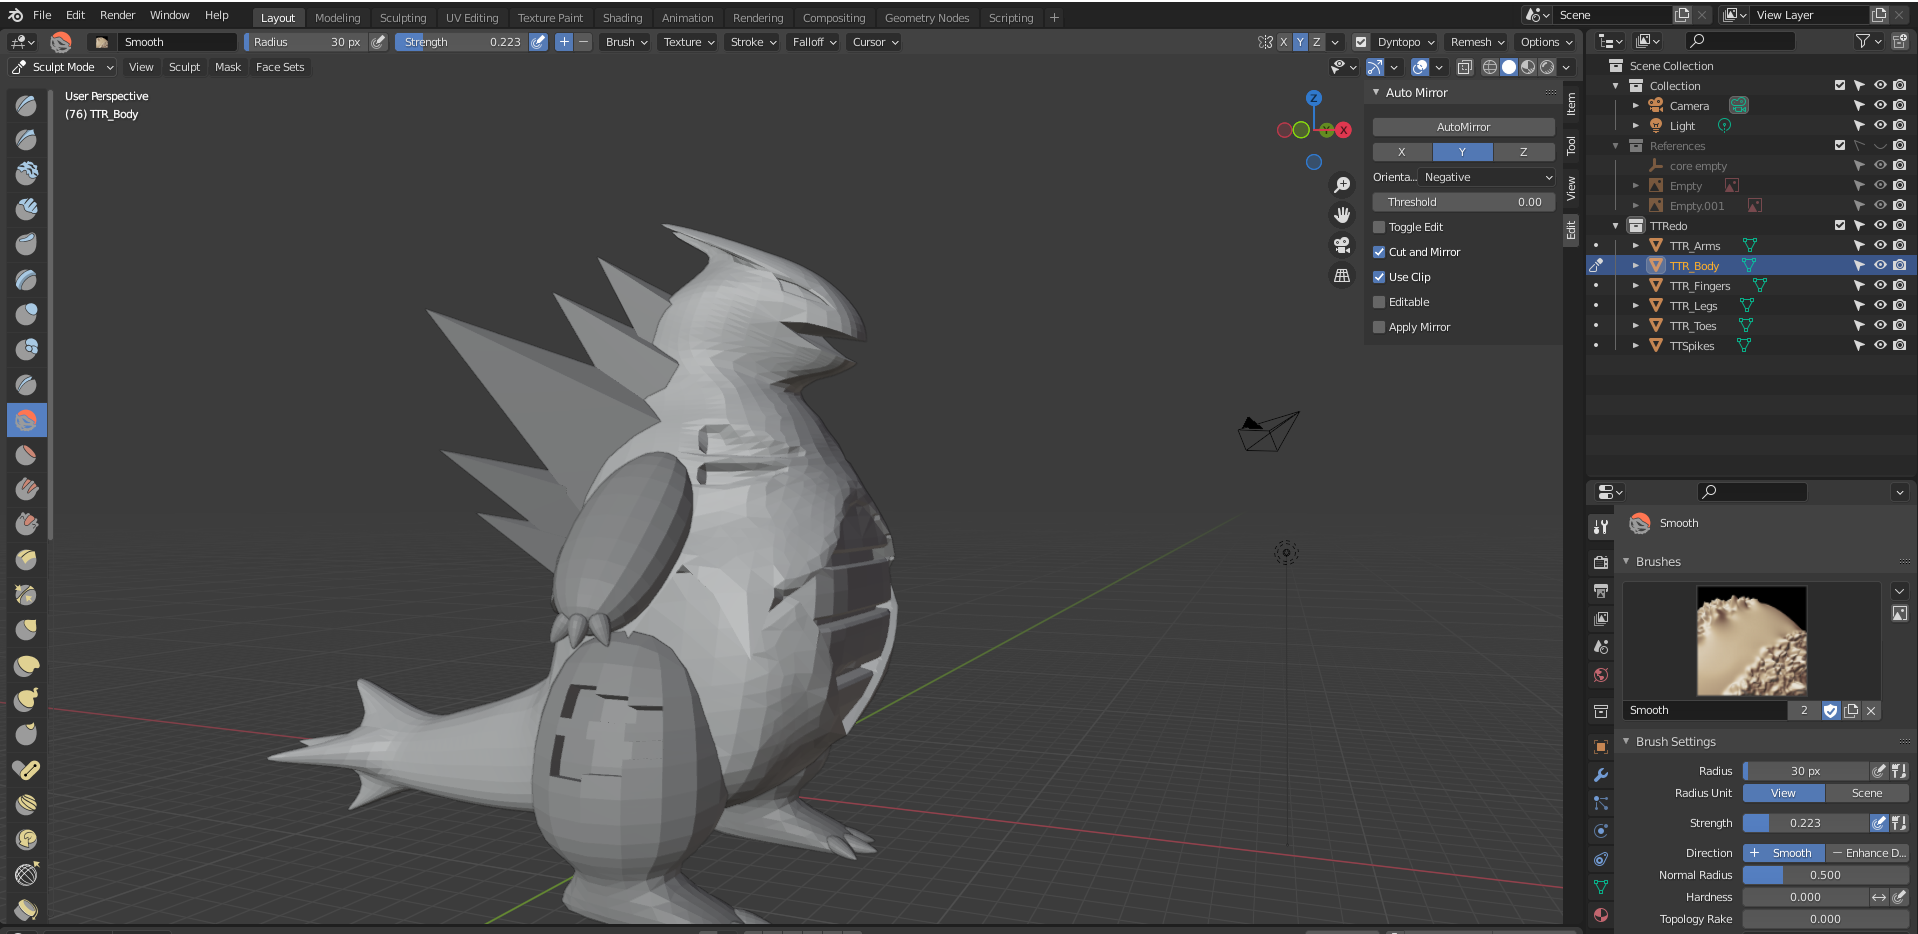 File Edit Render Window Help Layout Modeling Sculpting UV Editing Texture Paint Shading Animation Rendering Compositing Geometry Nodes Scripting + Scene View Layer
Smooth Radius 30 px Strength 0.223 Brush Texture Stroke Falloff Cursor X Y Z Dyntopo Remesh Options
Sculpt Mode View Sculpt Mask Face Sets
User Perspective
(76) TTR_Body
Z
Y
X
Auto Mirror
AutoMirror
X Y Z
Orienta... Negative
Threshold 0.00
Toggle Edit
Cut and Mirror
Use Clip
Editable
Apply Mirror
Item
Tool
View
Edit
Scene Collection
Collection
Camera
Light
References
core empty
Empty
Empty.001
TTRedo
TTR_Arms
TTR_Body
TTR_Fingers
TTR_Legs
TTR_Toes
TTSpikes
Smooth
Brushes
Smooth 2
Brush Settings
Radius 30 px
Radius Unit View Scene
Strength 0.223
Direction + Smooth − Enhance D...
Normal Radius 0.500
Hardness 0.000
Topology Rake 0.000